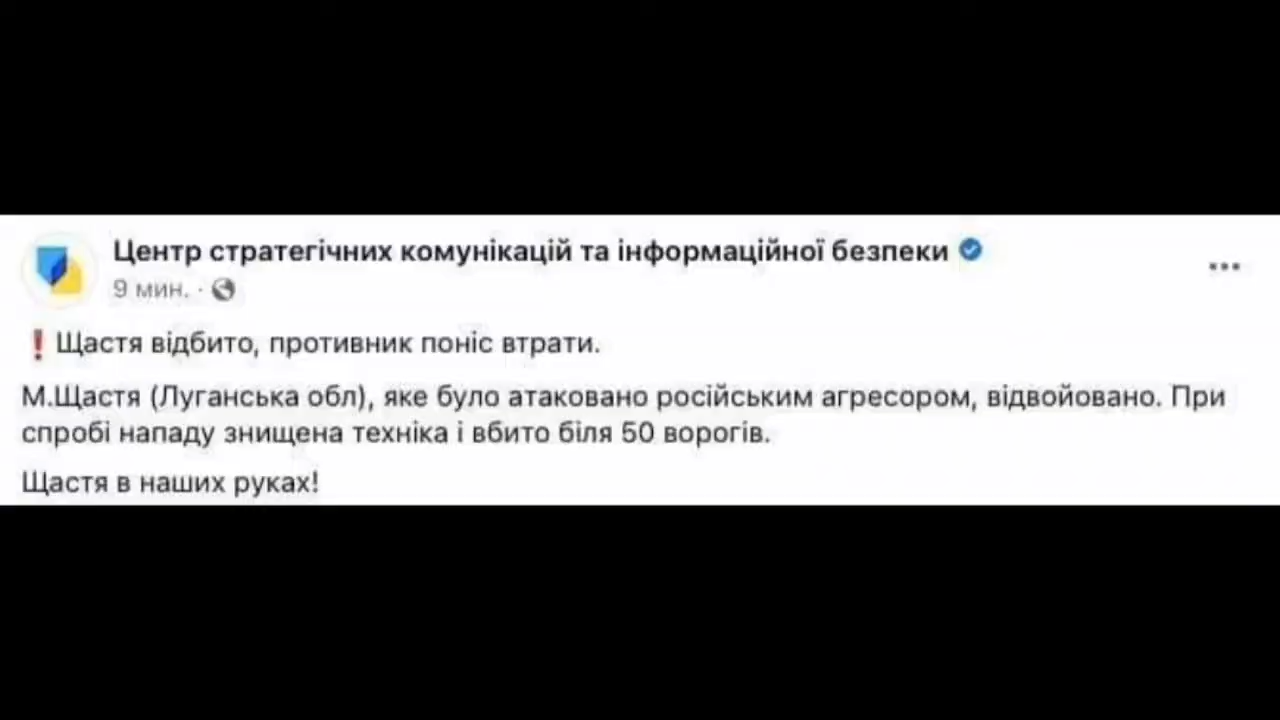 Центр стратегічних комунікацій та інформаційної безпеки
9 мин. ·
❗Щастя відбито, противник поніс втрати.
М.Щастя (Луганська обл), яке було атаковано російським агресором, відвойовано. При
спробі нападу знищена техніка і вбито біля 50 ворогів.
Щастя в наших руках!